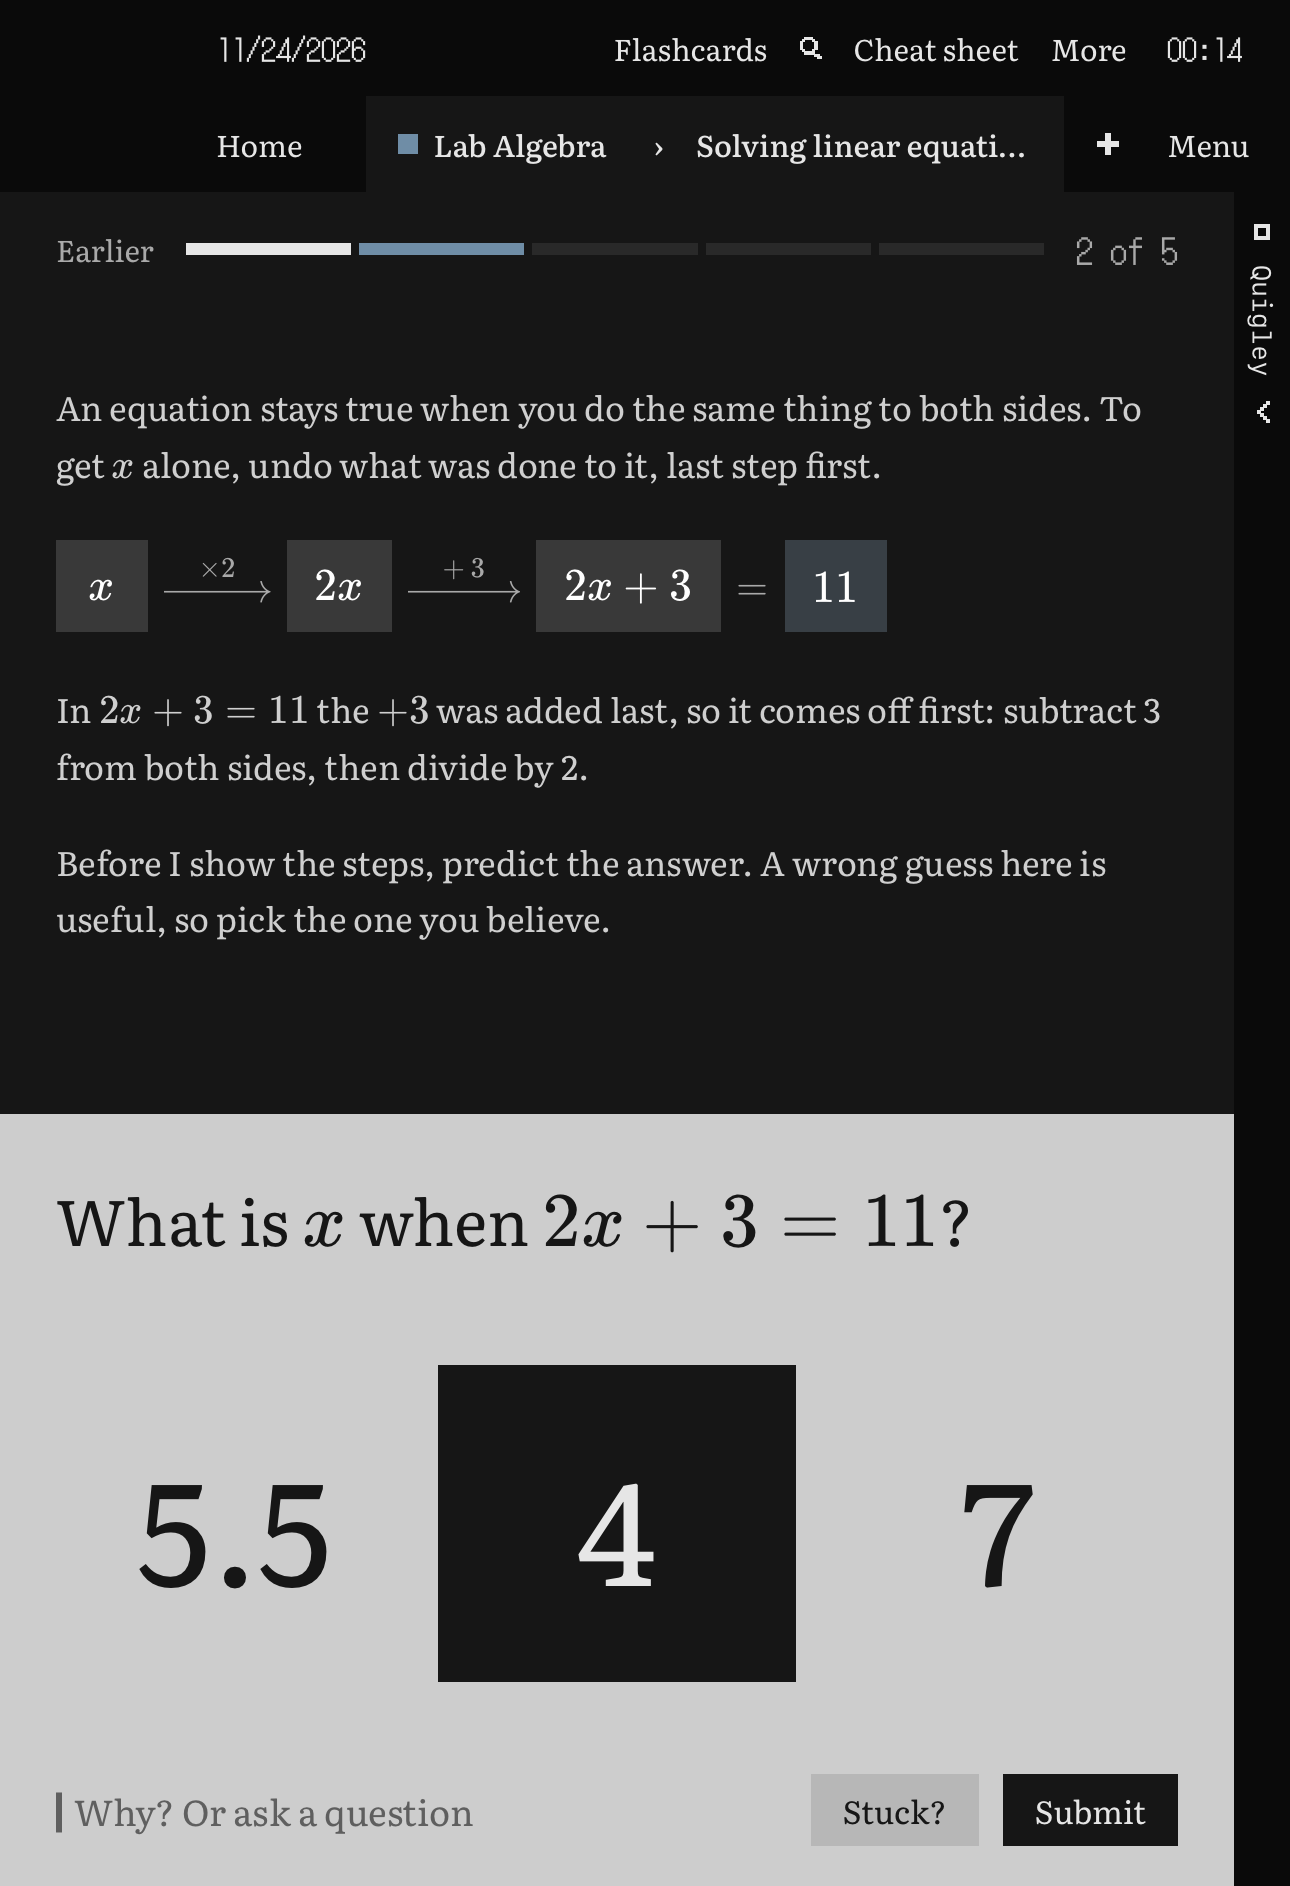 11/24/2026 Flashcards Cheat sheet More 00:14
Home Lab Algebra › Solving linear equati… Menu
Earlier 2 of 5
Quigley
An equation stays true when you do the same thing to both sides. To
get x alone, undo what was done to it, last step first.
x ×2 2x + 3 2x + 3 = 11
In 2x + 3 = 11 the +3 was added last, so it comes off first: subtract 3
from both sides, then divide by 2.
Before I show the steps, predict the answer. A wrong guess here is
useful, so pick the one you believe.
What is x when 2x + 3 = 11?
5.5 4 7
Why? Or ask a question Stuck? Submit